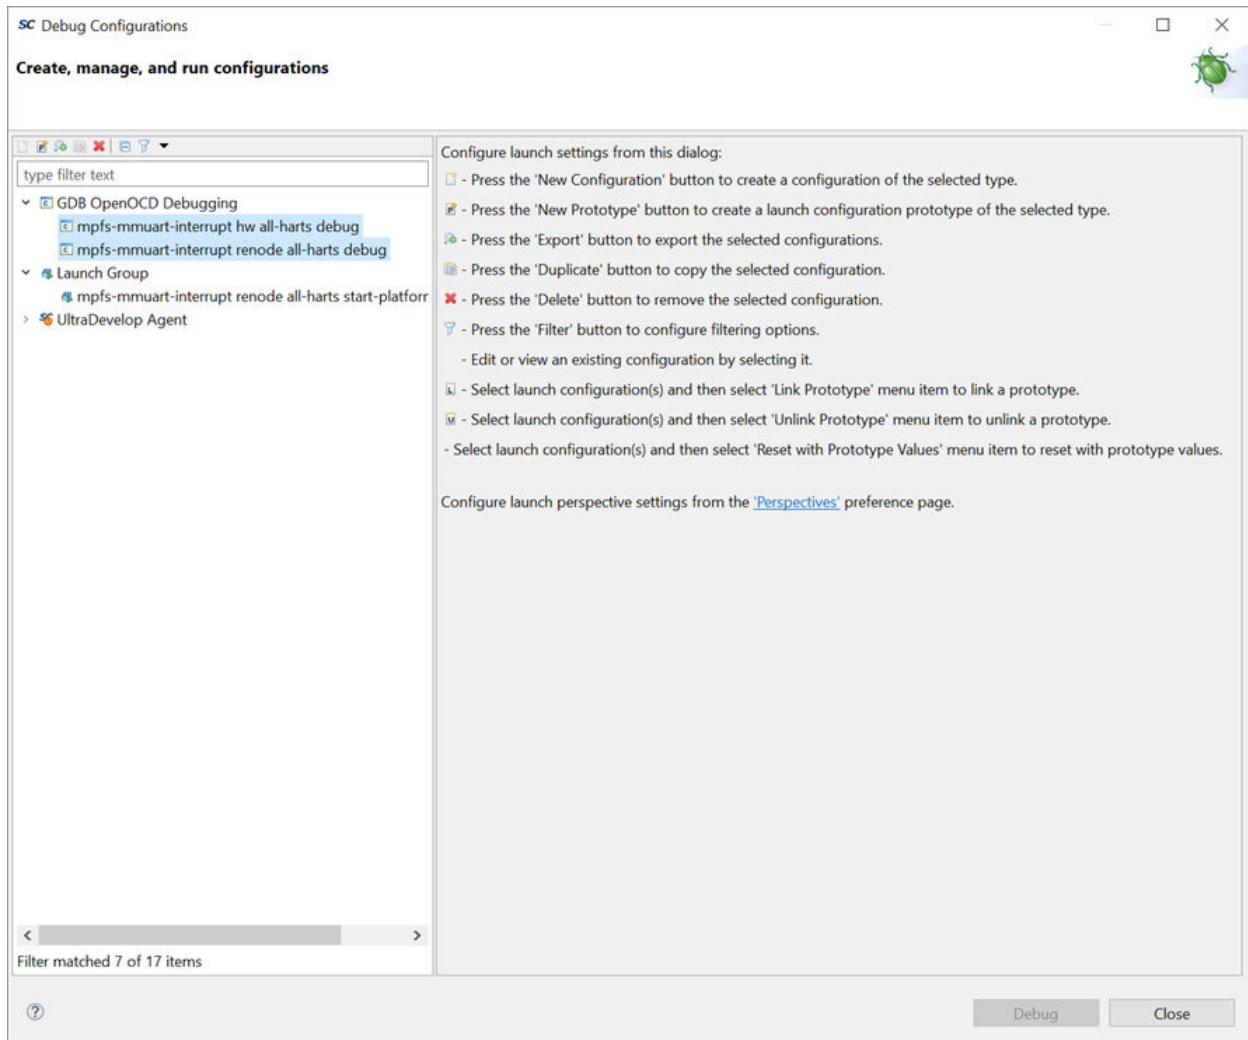 SC Debug Configurations
Create, manage, and run configurations
type filter text
GDB OpenOCD Debugging
mpfs-mmuart-interrupt hw all-harts debug
mpfs-mmuart-interrupt renode all-harts debug
Launch Group
mpfs-mmuart-interrupt renode all-harts start-platforr
UltraDevelop Agent
Filter matched 7 of 17 items
Configure launch settings from this dialog:
- Press the 'New Configuration' button to create a configuration of the selected type.
- Press the 'New Prototype' button to create a launch configuration prototype of the selected type.
- Press the 'Export' button to export the selected configurations.
- Press the 'Duplicate' button to copy the selected configuration.
- Press the 'Delete' button to remove the selected configuration.
- Press the 'Filter' button to configure filtering options.
- Edit or view an existing configuration by selecting it.
- Select launch configuration(s) and then select 'Link Prototype' menu item to link a prototype.
- Select launch configuration(s) and then select 'Unlink Prototype' menu item to unlink a prototype.
- Select launch configuration(s) and then select 'Reset with Prototype Values' menu item to reset with prototype values.
Configure launch perspective settings from the 'Perspectives' preference page.
Debug
Close